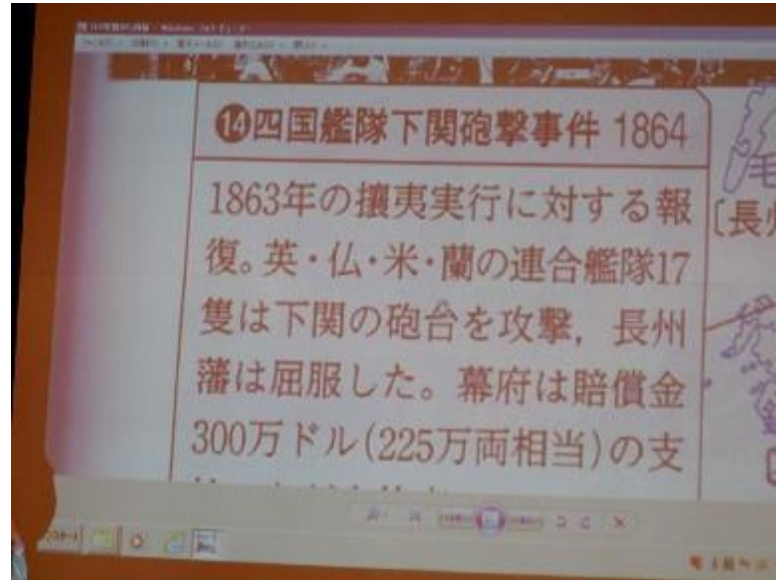 ⓮四国艦隊下関砲撃事件 1864
1863年の攘夷実行に対する報
復。英・仏・米・蘭の連合艦隊17
隻は下関の砲台を攻撃，長州
藩は屈服した。幕府は賠償金
300万ドル(225万両相当)の支
毛
〔長州